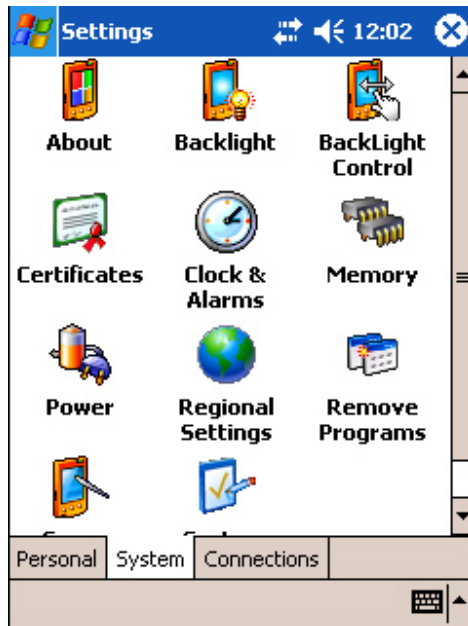 Settings 12:02
About Backlight BackLight
Control
Certificates Clock & Memory
Alarms
Power Regional Remove
Settings Programs
Personal System Connections